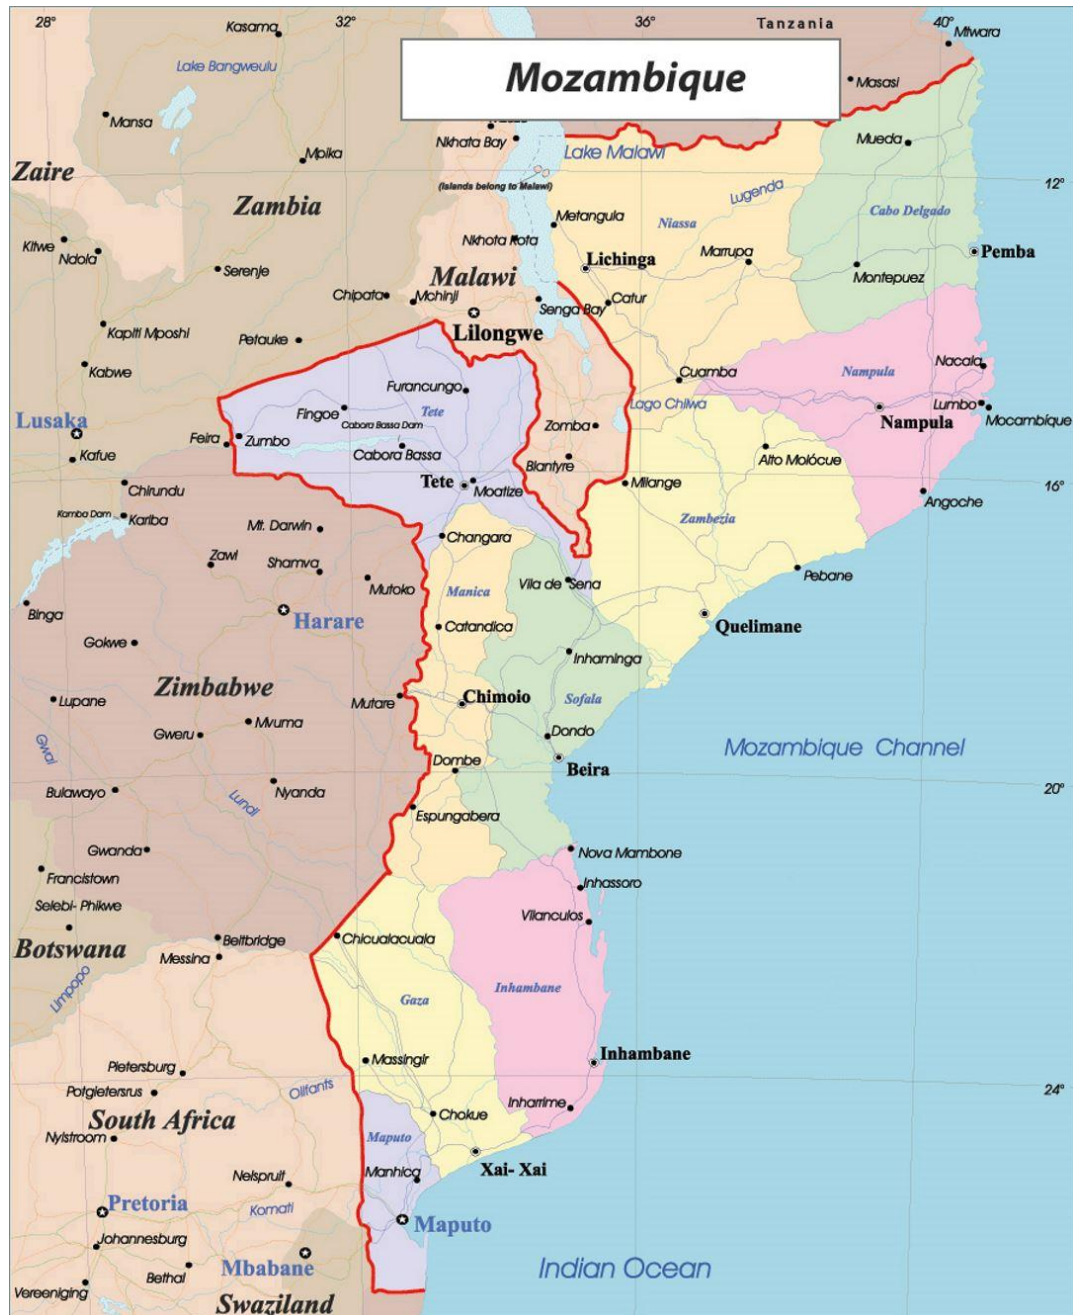 28°
32°
36°
40°
Kasama
Tanzania
Mtwara
Mozambique
Lake Bangweulu
Masasi
Mansa
Nkhata Bay
Lake Malawi
Mueda
Mpika
Zaire
(Islands belong to Malawi)
Lugenda
12°
Zambia
Metangula
Niassa
Cabo Delgado
Kitwe
Ndola
Nkhota Kota
Lichinga
Marrupa
Pemba
Serenje
Malawi
Montepuez
Chipata
Mchinji
Senga Bay
Catur
Kapiti Mposhi
Petauke
Lilongwe
Nacala
Kabwe
Cuamba
Nampula
Furancungo
Lusaka
Fingoe
Tete
Lago Chilwa
Lumbo
Mocambique
Feira
Zumbo
Cabora Bassa Dam
Zomba
Nampula
Kafue
Cabora Bassa
Blantyre
Alto Molócue
Chirundu
Tete
Moatize
Milange
16°
Angoche
Kamba Dam
Kariba
Mt. Darwin
Changara
Zambezia
Zawi
Shamva
Mutoko
Manica
Vila de Sena
Pebane
Binga
Harare
Catandica
Quelimane
Gokwe
Inhaminga
Zimbabwe
Lupane
Mutare
Chimoio
Sofala
Gwai
Gweru
Mvuma
Dondo
Mozambique Channel
Dombe
Beira
Bulawayo
Lundi
Nyanda
20°
Espungabera
Gwanda
Nova Mambone
Francistown
Inhassoro
Selebi- Phikwe
Vilanculos
Botswana
Beitbridge
Chicualacuala
Messina
Limpopo
Gaza
Inhambane
Massingir
Inhambane
Pietersburg
Potgietersrus
Olifants
24°
South Africa
Chokue
Inharrime
Nylstroom
Maputo
Xai- Xai
Nelspruit
Manhica
Pretoria
Komati
Maputo
Johannesburg
Mbabane
Indian Ocean
Bethal
Vereeniging
Swaziland